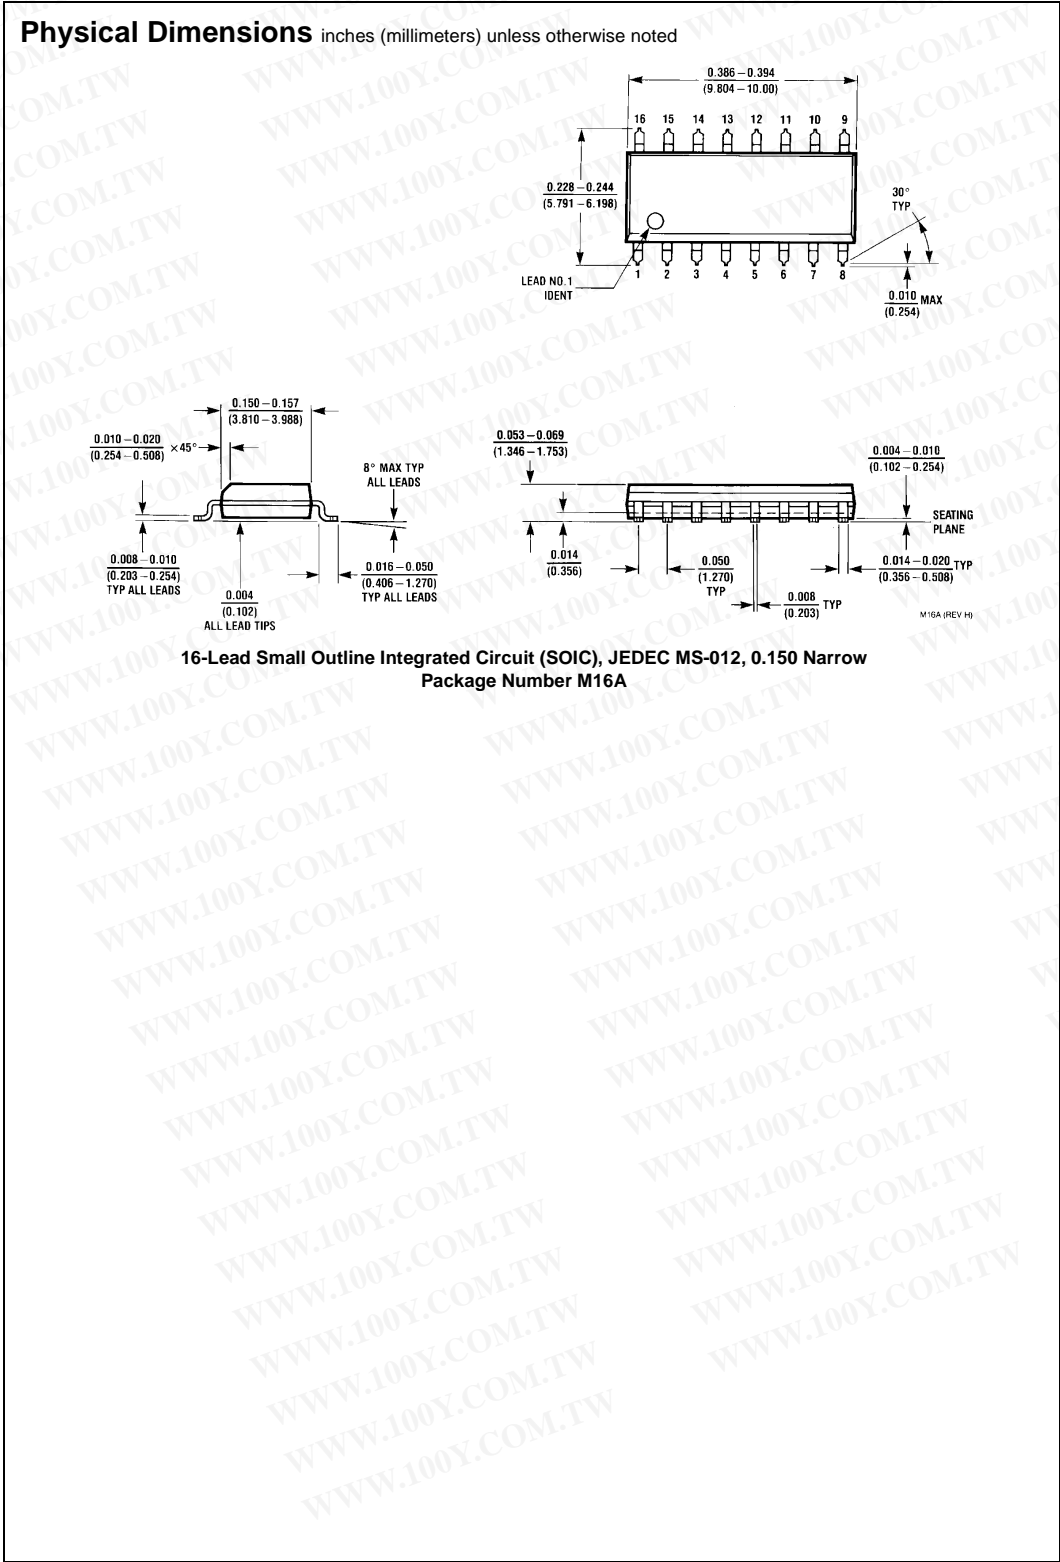 Physical Dimensions inches (millimeters) unless otherwise noted
0.386 – 0.394
(9.804 – 10.00)
16 15 14 13 12 11 10 9
0.228 – 0.244
(5.791 – 6.198)
30°
TYP
LEAD NO.1
IDENT
1 2 3 4 5 6 7 8
0.010 MAX
(0.254)
0.150 – 0.157
(3.810 – 3.988)
0.010 – 0.020 ×45°
(0.254 – 0.508)
8° MAX TYP
ALL LEADS
0.008 – 0.010
(0.203 – 0.254)
TYP ALL LEADS
0.004
(0.102)
ALL LEAD TIPS
0.016 – 0.050
(0.406 – 1.270)
TYP ALL LEADS
0.053 – 0.069
(1.346 – 1.753)
0.004 – 0.010
(0.102 – 0.254)
SEATING
PLANE
0.014
(0.356)
0.050
(1.270)
TYP
0.008 TYP
(0.203)
0.014 – 0.020 TYP
(0.356 – 0.508)
M16A (REV H)
16-Lead Small Outline Integrated Circuit (SOIC), JEDEC MS-012, 0.150 Narrow
Package Number M16A
WWW.100Y.COM.TW